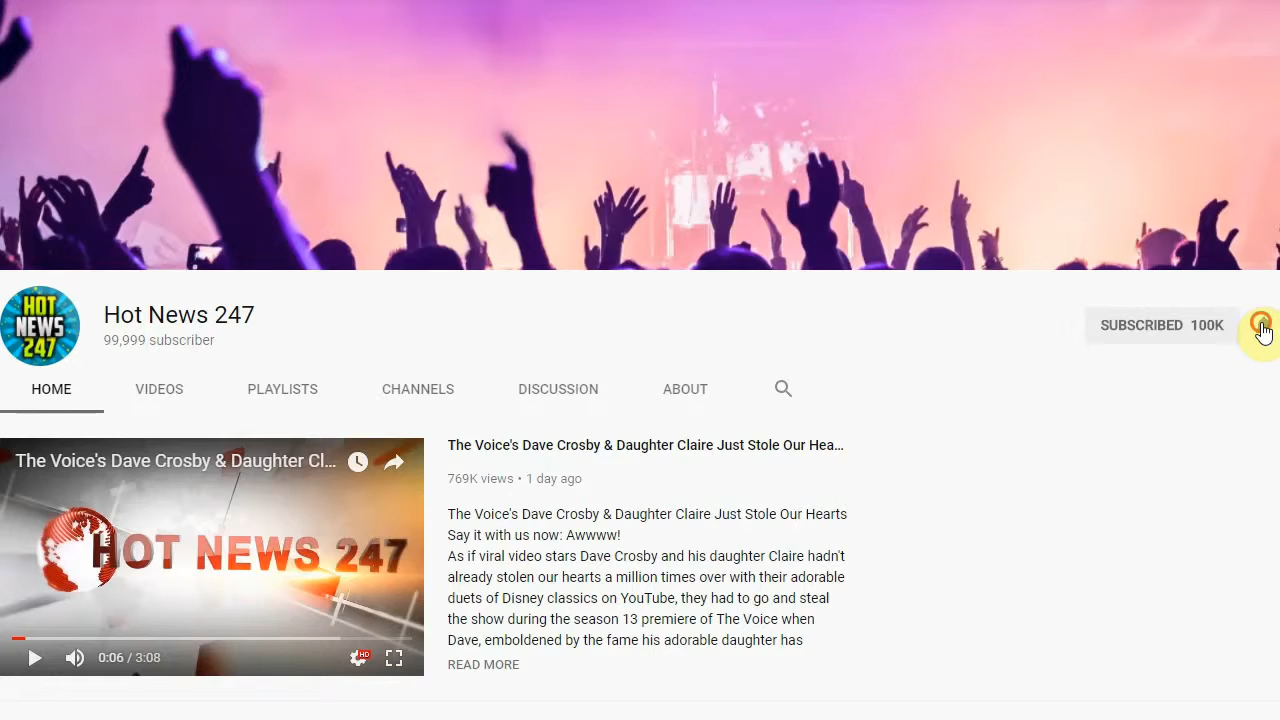 HOT
NEWS
247
Hot News 247
99,999 subscriber
SUBSCRIBED 100K
HOME
VIDEOS
PLAYLISTS
CHANNELS
DISCUSSION
ABOUT
The Voice's Dave Crosby & Daughter Cl...
HOT NEWS 247
0:06 / 3:08
HD
The Voice's Dave Crosby & Daughter Claire Just Stole Our Hea...
769K views • 1 day ago
The Voice's Dave Crosby & Daughter Claire Just Stole Our Hearts
Say it with us now: Awwww!
As if viral video stars Dave Crosby and his daughter Claire hadn't
already stolen our hearts a million times over with their adorable
duets of Disney classics on YouTube, they had to go and steal
the show during the season 13 premiere of The Voice when
Dave, emboldened by the fame his adorable daughter has
READ MORE